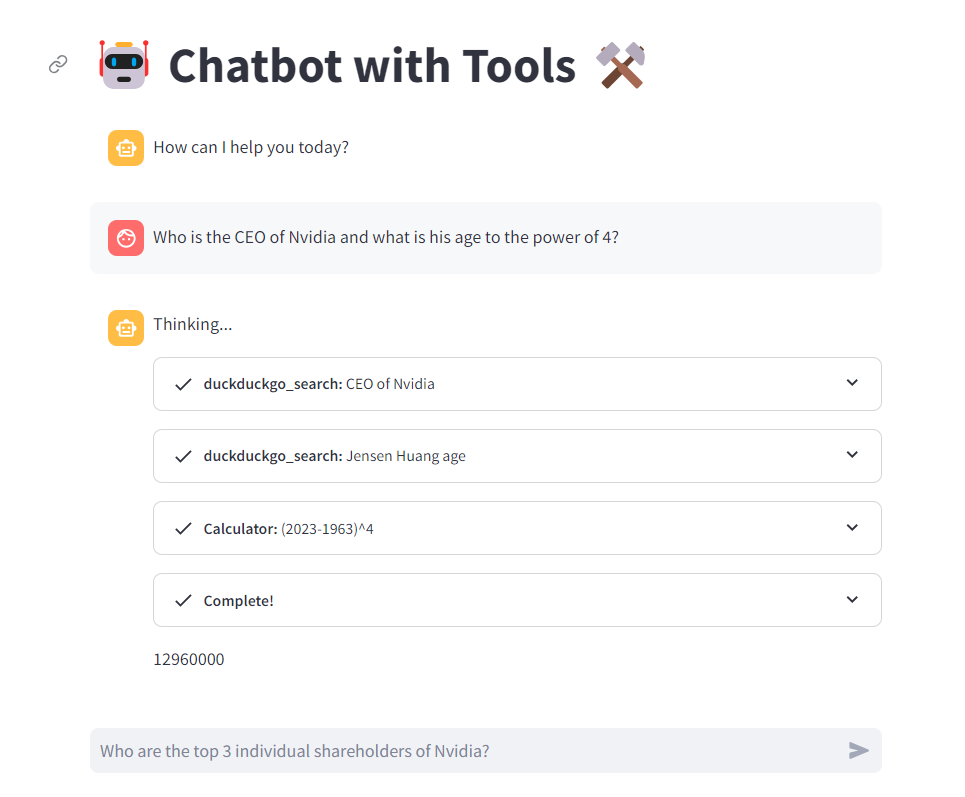 Chatbot with Tools
How can I help you today?
Who is the CEO of Nvidia and what is his age to the power of 4?
Thinking...
duckduckgo_search: CEO of Nvidia
duckduckgo_search: Jensen Huang age
Calculator: (2023-1963)^4
Complete!
12960000
Who are the top 3 individual shareholders of Nvidia?